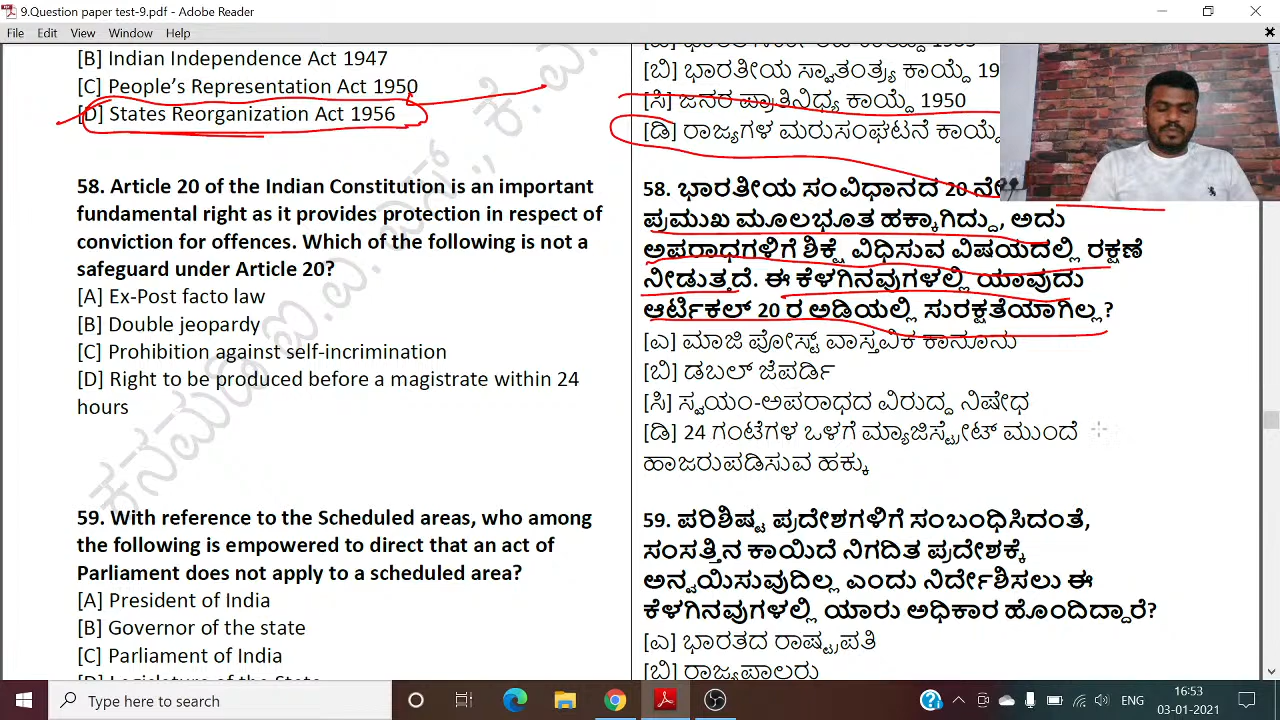 9.Question paper test-9.pdf - Adobe Reader
File Edit View Window Help
[B] Indian Independence Act 1947
[C] People's Representation Act 1950
[D] States Reorganization Act 1956
58. Article 20 of the Indian Constitution is an important
fundamental right as it provides protection in respect of
conviction for offences. Which of the following is not a
safeguard under Article 20?
[A] Ex-Post facto law
[B] Double jeopardy
[C] Prohibition against self-incrimination
[D] Right to be produced before a magistrate within 24
hours
59. With reference to the Scheduled areas, who among
the following is empowered to direct that an act of
Parliament does not apply to a scheduled area?
[A] President of India
[B] Governor of the state
[C] Parliament of India
[D] Legislature of the State
[ಬಿ] ಭಾರತೀಯ ಸ್ವಾತಂತ್ರ್ಯ ಕಾಯ್ದೆ 19
[ಸಿ] ಜನರ ಪ್ರಾತಿನಿಧ್ಯ ಕಾಯ್ದೆ 1950
[ಡಿ] ರಾಜ್ಯಗಳ ಮರುಸಂಘಟನೆ ಕಾಯ್ದೆ
58. ಭಾರತೀಯ ಸಂವಿಧಾನದ 20 ನೇ
ಪ್ರಮುಖ ಮೂಲಭೂತ ಹಕ್ಕಾಗಿದ್ದು, ಅದು
ಅಪರಾಧಗಳಿಗೆ ಶಿಕ್ಷೆ ವಿಧಿಸುವ ವಿಷಯದಲ್ಲಿ ರಕ್ಷಣೆ
ನೀಡುತ್ತದೆ. ಈ ಕೆಳಗಿನವುಗಳಲ್ಲಿ ಯಾವುದು
ಆರ್ಟಿಕಲ್ 20 ರ ಅಡಿಯಲ್ಲಿ ಸುರಕ್ಷತೆಯಾಗಿಲ್ಲ?
[ಎ] ಮಾಜಿ ಪೋಸ್ಟ್ ವಾಸ್ತವಿಕ ಕಾನೂನು
[ಬಿ] ಡಬಲ್ ಜೆಪರ್ಡಿ
[ಸಿ] ಸ್ವಯಂ-ಅಪರಾಧದ ವಿರುದ್ಧ ನಿಷೇಧ
[ಡಿ] 24 ಗಂಟೆಗಳ ಒಳಗೆ ಮ್ಯಾಜಿಸ್ಟ್ರೇಟ್ ಮುಂದೆ
ಹಾಜರುಪಡಿಸುವ ಹಕ್ಕು
59. ಪರಿಶಿಷ್ಟ ಪ್ರದೇಶಗಳಿಗೆ ಸಂಬಂಧಿಸಿದಂತೆ,
ಸಂಸತ್ತಿನ ಕಾಯಿದೆ ನಿಗದಿತ ಪ್ರದೇಶಕ್ಕೆ
ಅನ್ವಯಿಸುವುದಿಲ್ಲ ಎಂದು ನಿರ್ದೇಶಿಸಲು ಈ
ಕೆಳಗಿನವುಗಳಲ್ಲಿ ಯಾರು ಅಧಿಕಾರ ಹೊಂದಿದ್ದಾರೆ?
[ಎ] ಭಾರತದ ರಾಷ್ಟ್ರಪತಿ
[ಬಿ] ರಾಜ್ಯಪಾಲರು
Type here to search
ENG
16:53
03-01-2021